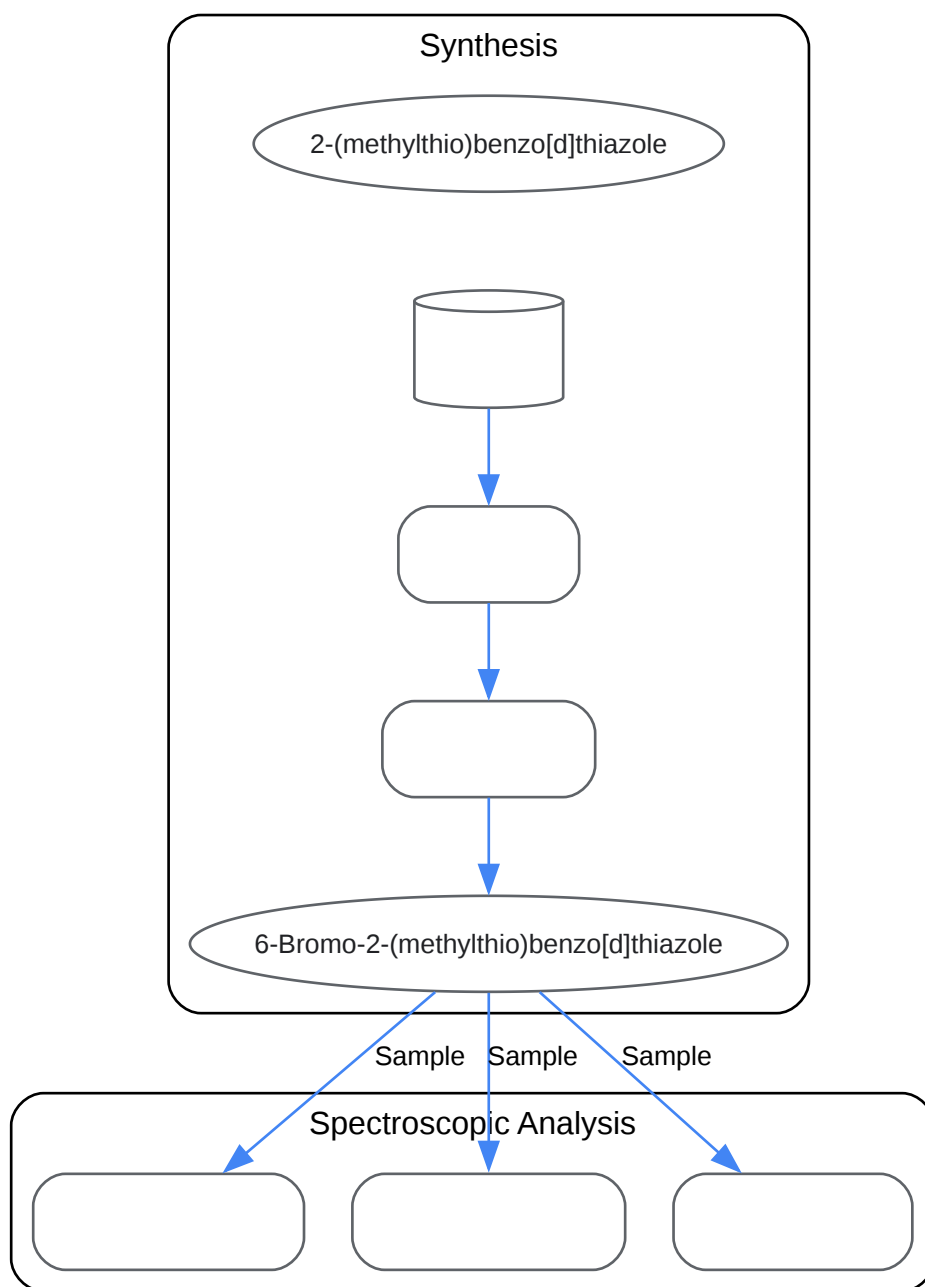 Synthesis
2-(methylthio)benzo[d]thiazole
6-Bromo-2-(methylthio)benzo[d]thiazole
Sample Sample Sample
Spectroscopic Analysis